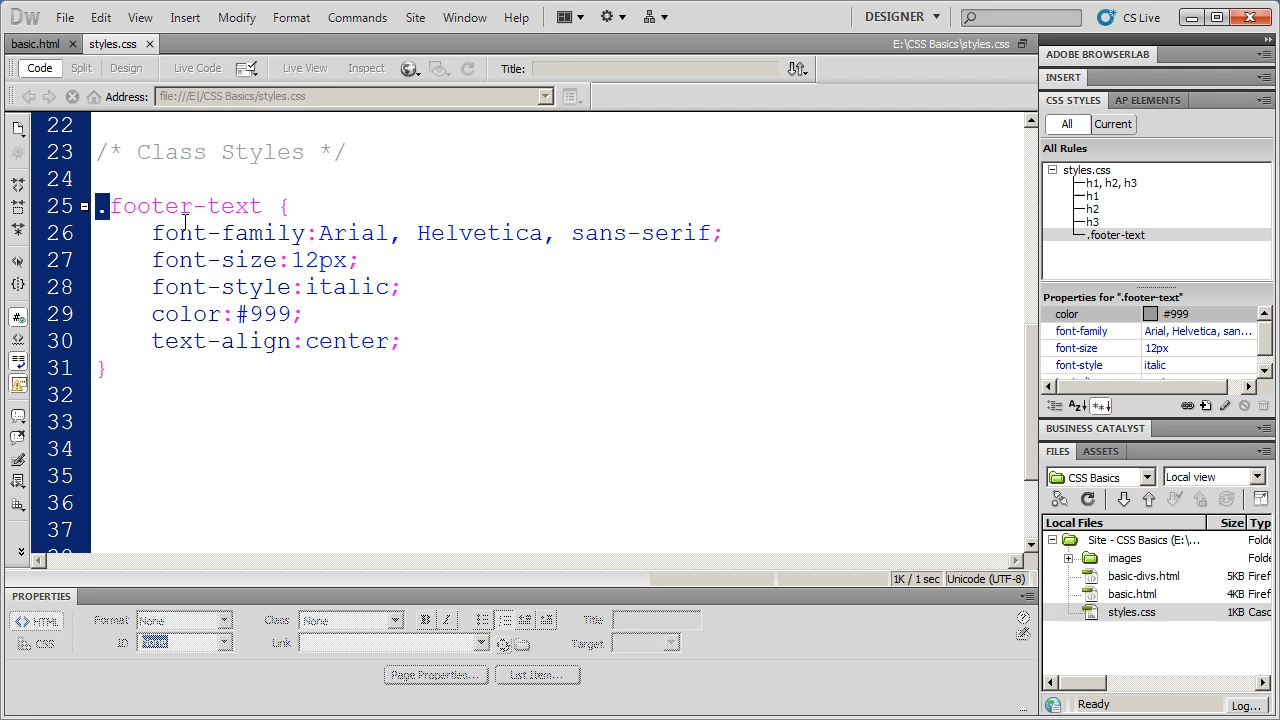 Dw File Edit View Insert Modify Format Commands Site Window Help DESIGNER CS Live
basic.html × styles.css × E:\CSS Basics\styles.css
Code Split Design Live Code Live View Inspect Title:
Address: file:///E|/CSS Basics/styles.css
22
23 /* Class Styles */
24
25 .footer-text {
26 font-family:Arial, Helvetica, sans-serif;
27 font-size:12px;
28 font-style:italic;
29 color:#999;
30 text-align:center;
31 }
32
33
34
35
36
37
1K / 1 sec Unicode (UTF-8)
PROPERTIES
<> HTML Format None Class None B I Title
CSS ID None Link Target
Page Properties... List Item...
ADOBE BROWSERLAB
INSERT
CSS STYLES AP ELEMENTS
All Current
All Rules
styles.css
h1, h2, h3
h1
h2
h3
.footer-text
Properties for ".footer-text"
color #999
font-family Arial, Helvetica, san...
font-size 12px
font-style italic
BUSINESS CATALYST
FILES ASSETS
CSS Basics Local view
Local Files Size Typ
Site - CSS Basics (E:\... Folde
images Folde
basic-divs.html 5KB Firef
basic.html 4KB Firef
styles.css 1KB Casc
Ready Log...